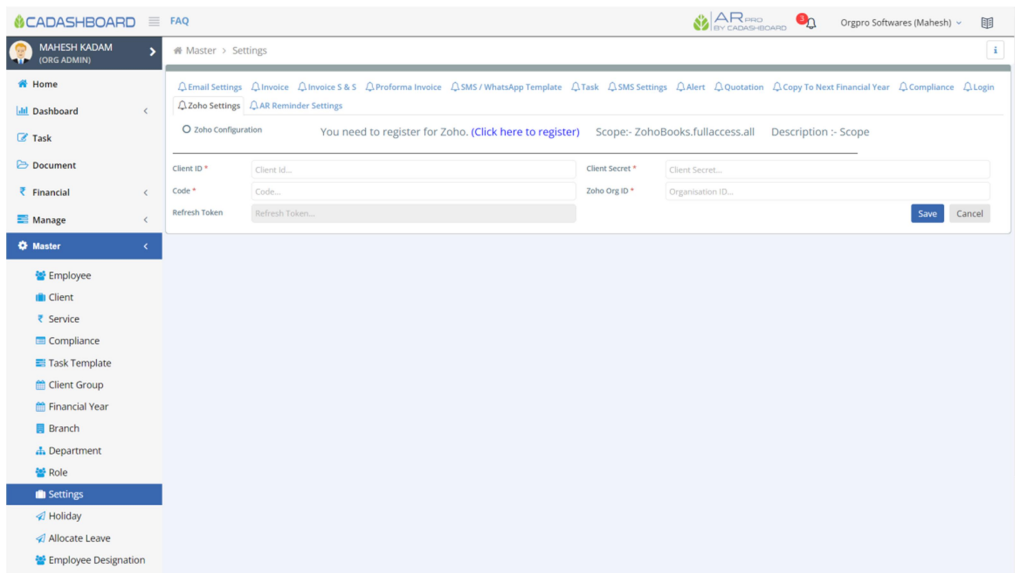 CADASHBOARD
FAQ
ARPRO
BY CADASHBOARD
3
Orgpro Softwares (Mahesh)
MAHESH KADAM
(ORG ADMIN)
Master > Settings
i
Home
Dashboard
Task
Document
Financial
Manage
Master
Employee
Client
Service
Compliance
Task Template
Client Group
Financial Year
Branch
Department
Role
Settings
Holiday
Allocate Leave
Employee Designation
Email Settings Invoice Invoice S & S Proforma Invoice SMS / WhatsApp Template Task SMS Settings Alert Quotation Copy To Next Financial Year Compliance Login
Zoho Settings AR Reminder Settings
Zoho Configuration You need to register for Zoho. (Click here to register) Scope:- ZohoBooks.fullaccess.all Description :- Scope
Client ID * Client Id... Client Secret * Client Secret...
Code * Code... Zoho Org ID * Organisation ID...
Refresh Token Refresh Token... Save Cancel